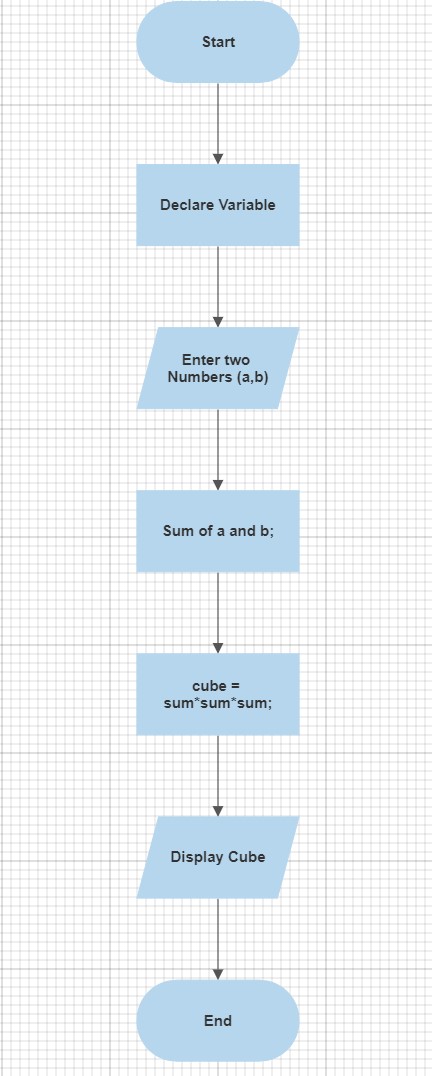 Start
Declare Variable
Enter two
Numbers (a,b)
Sum of a and b;
cube =
sum*sum*sum;
Display Cube
End